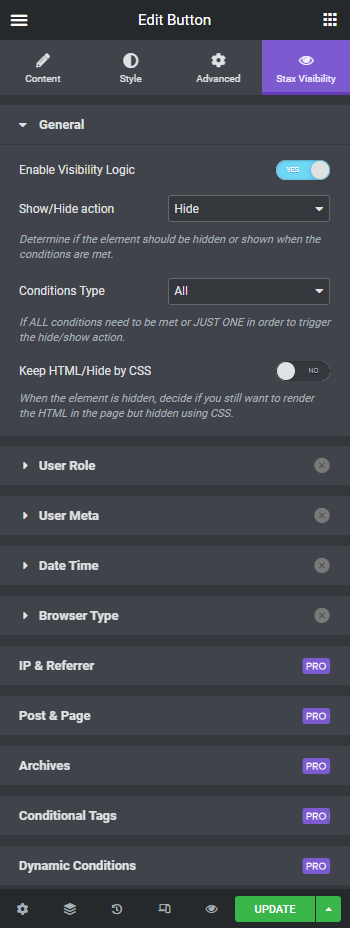 Edit Button
Content
Style
Advanced
Stax Visibility
General
Enable Visibility Logic
YES
Show/Hide action
Hide
Determine if the element should be hidden or shown when the
conditions are met.
Conditions Type
All
If ALL conditions need to be met or JUST ONE in order to trigger
the hide/show action.
Keep HTML/Hide by CSS
NO
When the element is hidden, decide if you still want to render
the HTML in the page but hidden using CSS.
User Role
User Meta
Date Time
Browser Type
IP & Referrer
PRO
Post & Page
PRO
Archives
PRO
Conditional Tags
PRO
Dynamic Conditions
PRO
UPDATE